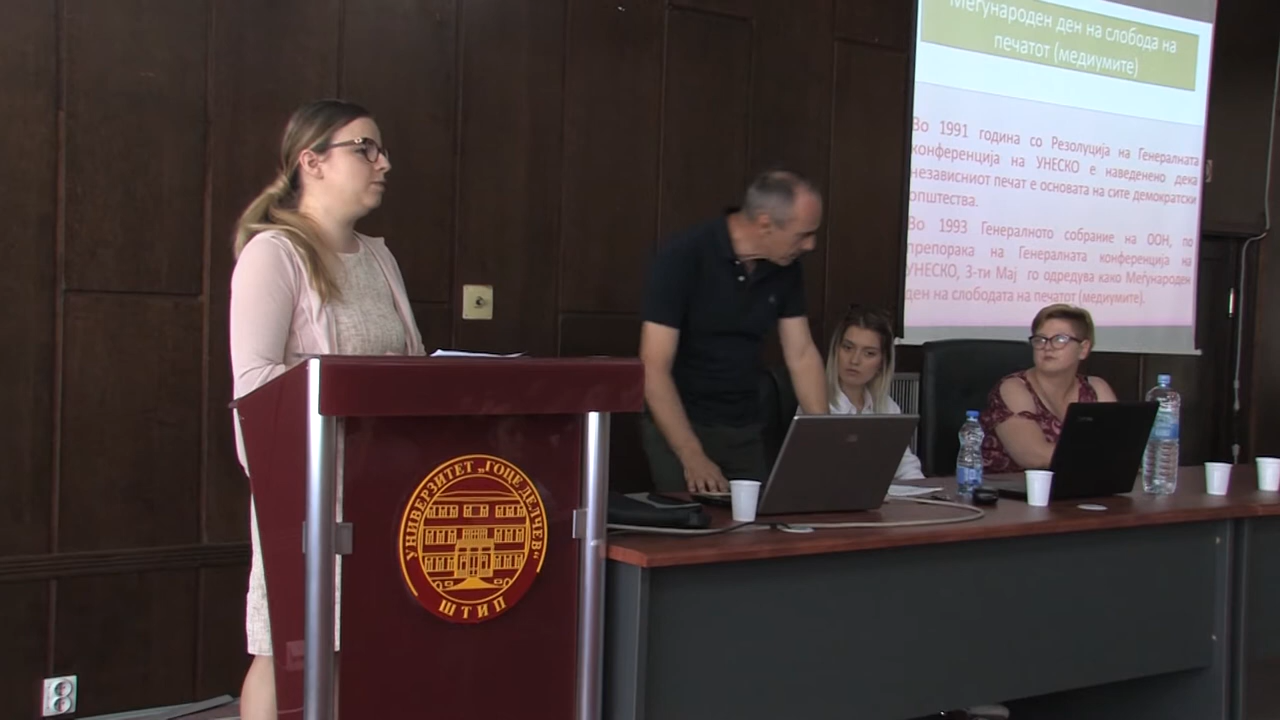 Меѓународен ден на слобода на
печатот (медиумите)
Во 1991 година со Резолуција на Генералната
конференција на УНЕСКО е наведенено дека
независниот печат е основата на сите демократски
општества.
Во 1993 Генералното собрание на ООН, по
препорака на Генералната конференција на
УНЕСКО, 3-ти Мај го одредува како Меѓународен
ден на слободата на печатот (медиумите).
УНИВЕРЗИТЕТ „ГОЦЕ ДЕЛЧЕВ“
ШТИП